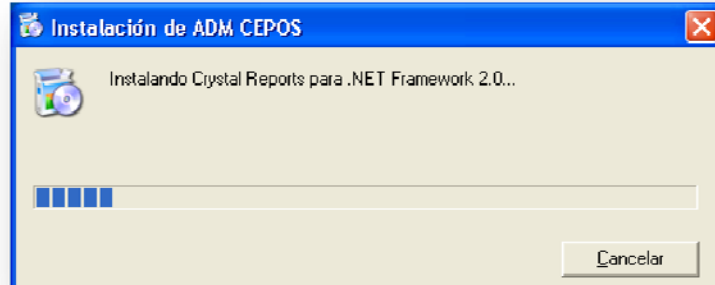 Instalación de ADM CEPOS
Instalando Crystal Reports para .NET Framework 2.0...
Cancelar